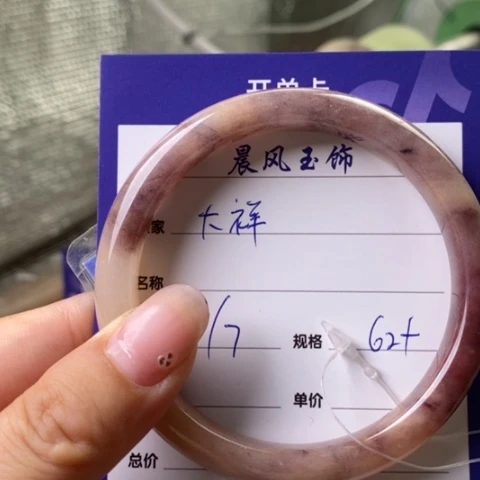 开单卡
晨风玉饰
家 大祥
名称
17 规格 62+
单价
总价